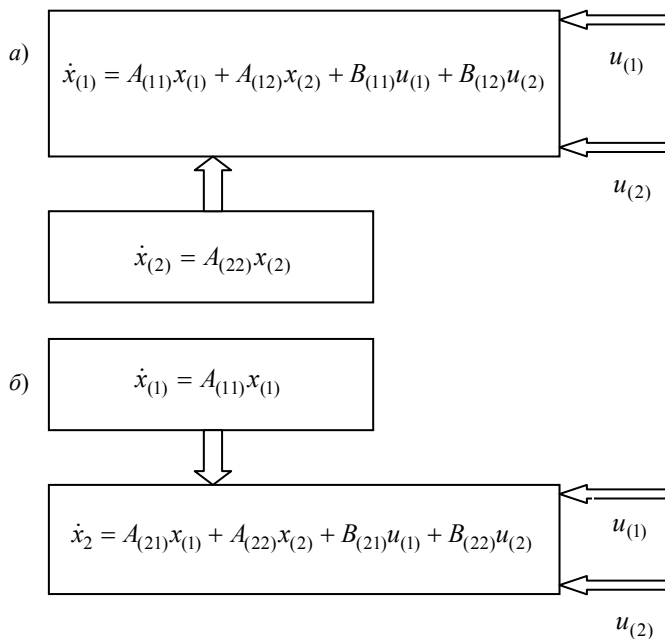 а)
ẋ₍₁₎ = A₍₁₁₎x₍₁₎ + A₍₁₂₎x₍₂₎ + B₍₁₁₎u₍₁₎ + B₍₁₂₎u₍₂₎
u₍₁₎
u₍₂₎
ẋ₍₂₎ = A₍₂₂₎x₍₂₎
б)
ẋ₍₁₎ = A₍₁₁₎x₍₁₎
ẋ₂ = A₍₂₁₎x₍₁₎ + A₍₂₂₎x₍₂₎ + B₍₂₁₎u₍₁₎ + B₍₂₂₎u₍₂₎
u₍₁₎
u₍₂₎